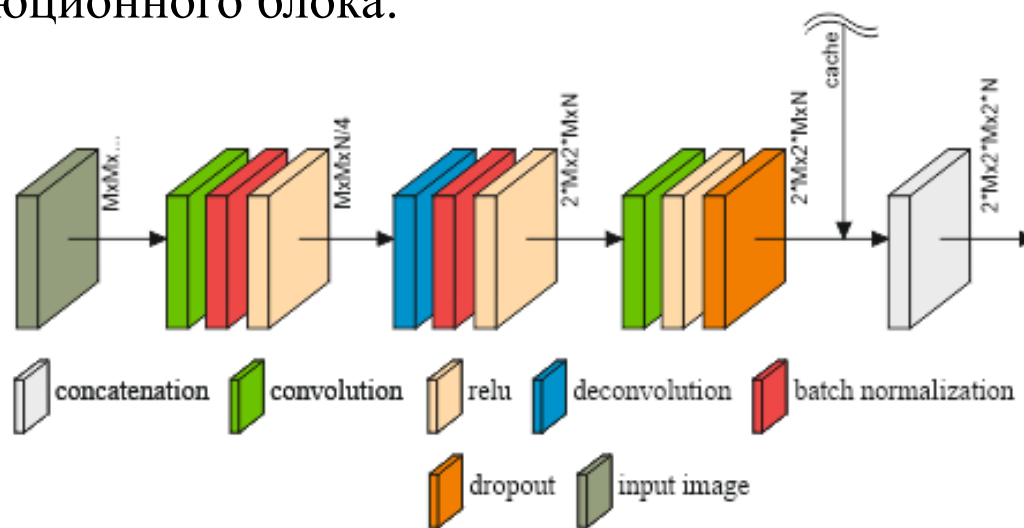 юционного блока.
cache
MxMx...
MxMxN/4
2*Mx2*MxN
2*Mx2*MxN
2*Mx2*Mx2*N
concatenation convolution relu deconvolution batch normalization
dropout input image